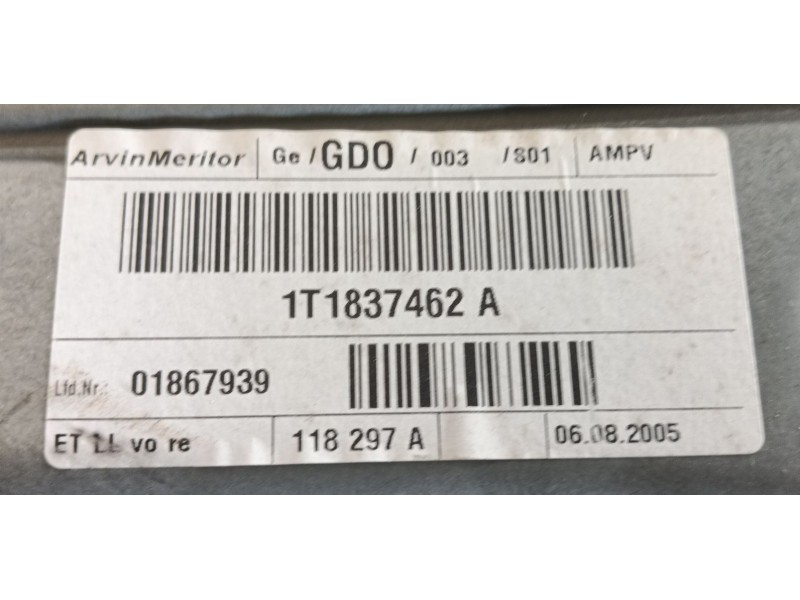 ArvinMeritor Ge / GDO / 003 / S01 AMPV
1T1837462 A
Lfd.Nr.: 01867939
ET LL vo re 118 297 A 06.08.2005